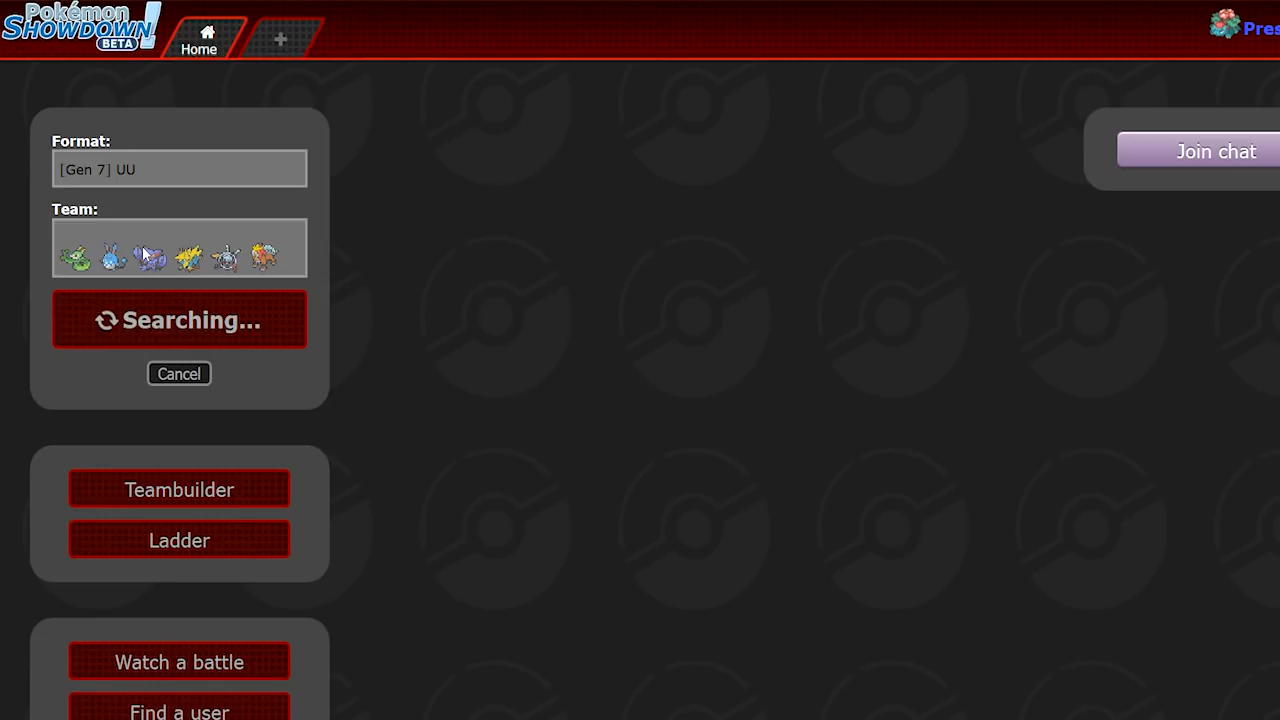 Pokémon
SHOWDOWN!
BETA
Home
Pres
Format:
[Gen 7] UU
Join chat
Team:
Searching...
Cancel
Teambuilder
Ladder
Watch a battle
Find a user